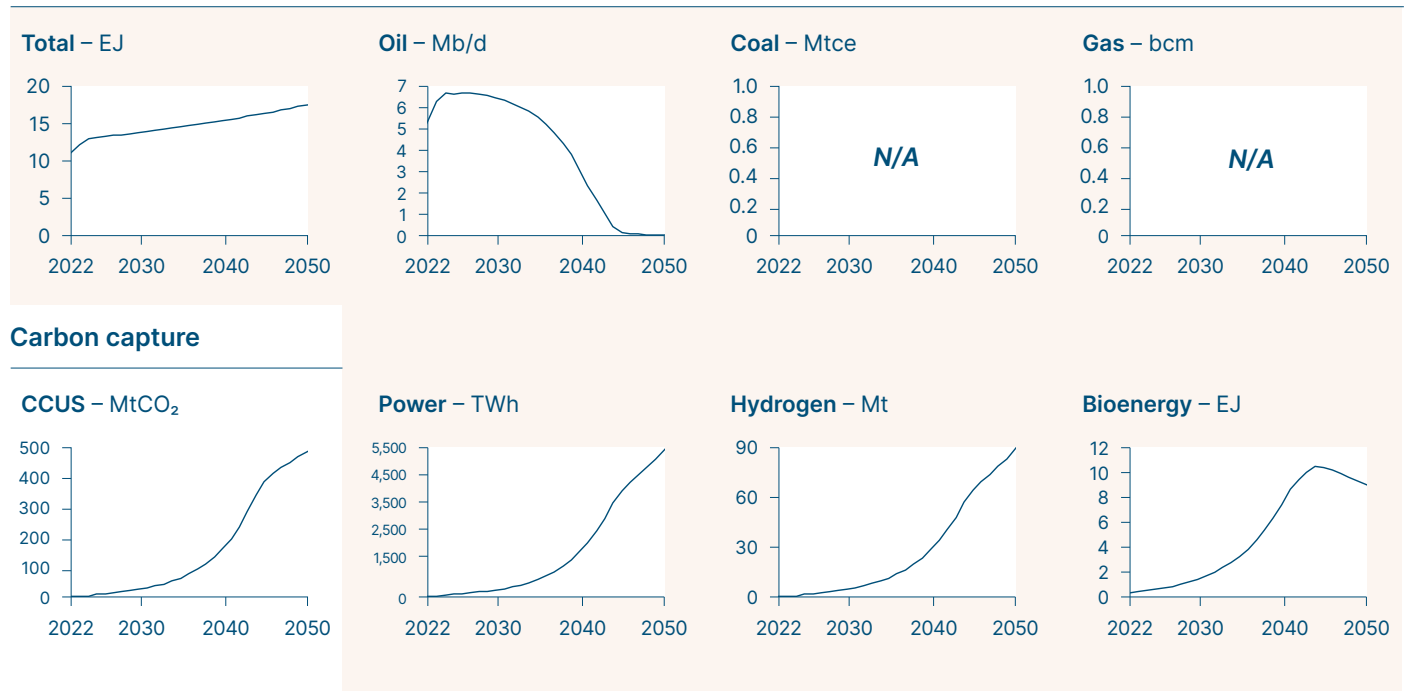 Total – EJ
20
15
10
5
0
2022 2030 2040 2050
Oil – Mb/d
7
6
5
4
3
2
1
0
2022 2030 2040 2050
Coal – Mtce
1.0
0.8
0.6
0.4
0.2
0
N/A
2022 2030 2040 2050
Gas – bcm
1.0
0.8
0.6
0.4
0.2
0
N/A
2022 2030 2040 2050
Carbon capture
CCUS – MtCO₂
500
400
300
200
100
0
2022 2030 2040 2050
Power – TWh
5,500
4,500
3,500
2,500
1,500
0
2022 2030 2040 2050
Hydrogen – Mt
90
60
30
0
2022 2030 2040 2050
Bioenergy – EJ
12
10
8
6
4
2
0
2022 2030 2040 2050